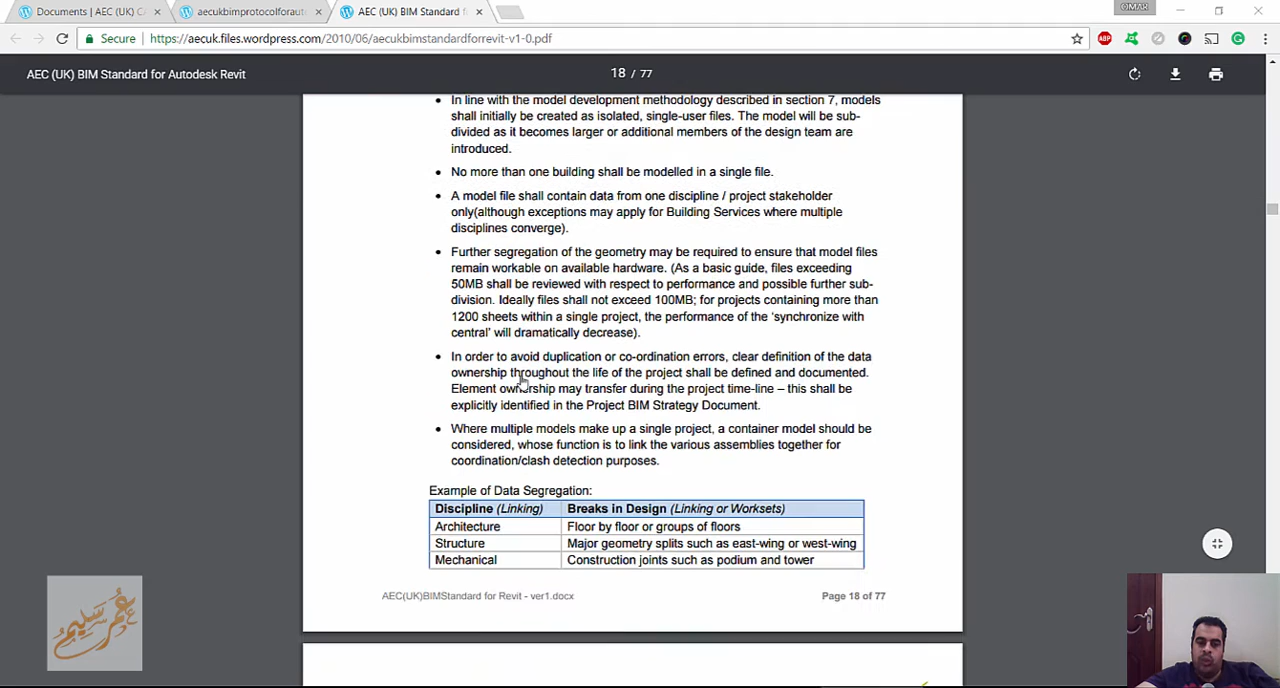 Documents | AEC (UK) C
aecukbimprotocolforauto
AEC (UK) BIM Standard f
OMAR
Secure
https://aecuk.files.wordpress.com/2010/06/aecukbimstandardforrevit-v1-0.pdf
ABP
AEC (UK) BIM Standard for Autodesk Revit
18 / 77
• In line with the model development methodology described in section 7, models
shall initially be created as isolated, single-user files. The model will be sub-
divided as it becomes larger or additional members of the design team are
introduced.
• No more than one building shall be modelled in a single file.
• A model file shall contain data from one discipline / project stakeholder
only(although exceptions may apply for Building Services where multiple
disciplines converge).
• Further segregation of the geometry may be required to ensure that model files
remain workable on available hardware. (As a basic guide, files exceeding
50MB shall be reviewed with respect to performance and possible further sub-
division. Ideally files shall not exceed 100MB; for projects containing more than
1200 sheets within a single project, the performance of the 'synchronize with
central' will dramatically decrease).
• In order to avoid duplication or co-ordination errors, clear definition of the data
ownership throughout the life of the project shall be defined and documented.
Element ownership may transfer during the project time-line – this shall be
explicitly identified in the Project BIM Strategy Document.
• Where multiple models make up a single project, a container model should be
considered, whose function is to link the various assemblies together for
coordination/clash detection purposes.
Example of Data Segregation:
Discipline (Linking) Breaks in Design (Linking or Worksets)
Architecture Floor by floor or groups of floors
Structure Major geometry splits such as east-wing or west-wing
Mechanical Construction joints such as podium and tower
AEC(UK)BIMStandard for Revit - ver1.docx
Page 18 of 77
عمر سليم